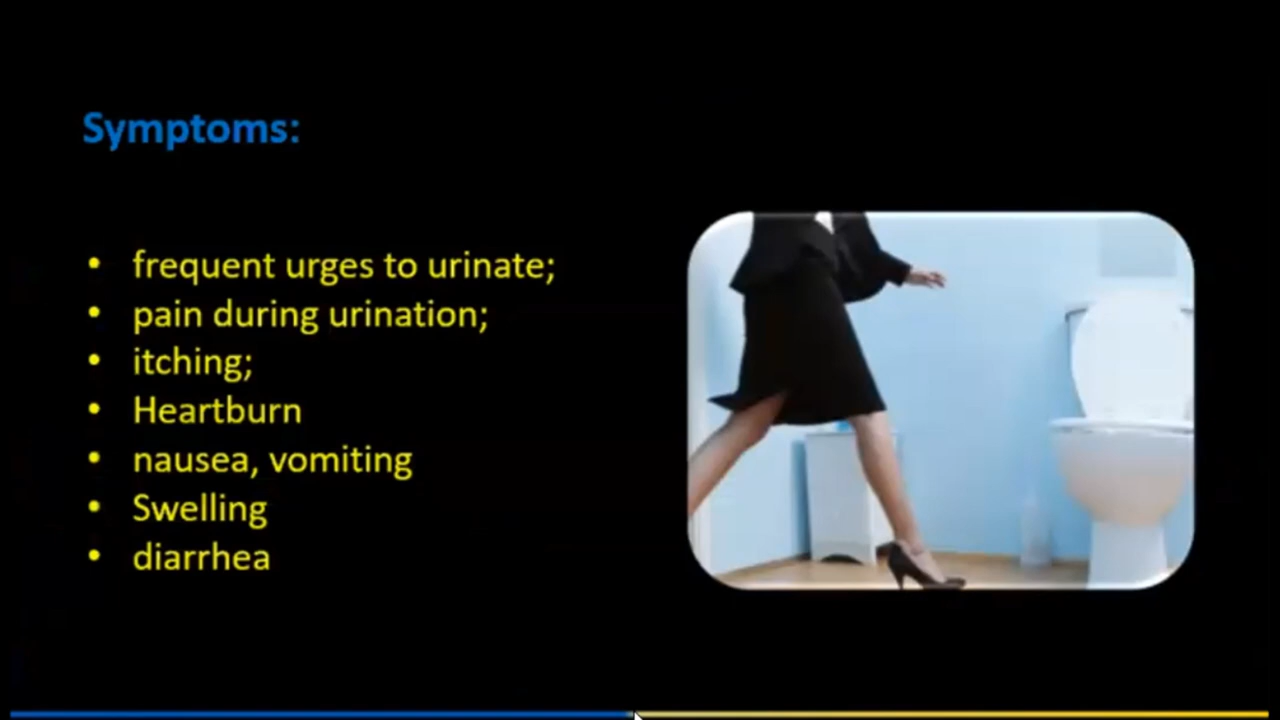 Symptoms:
• frequent urges to urinate;
• pain during urination;
• itching;
• Heartburn
• nausea, vomiting
• Swelling
• diarrhea